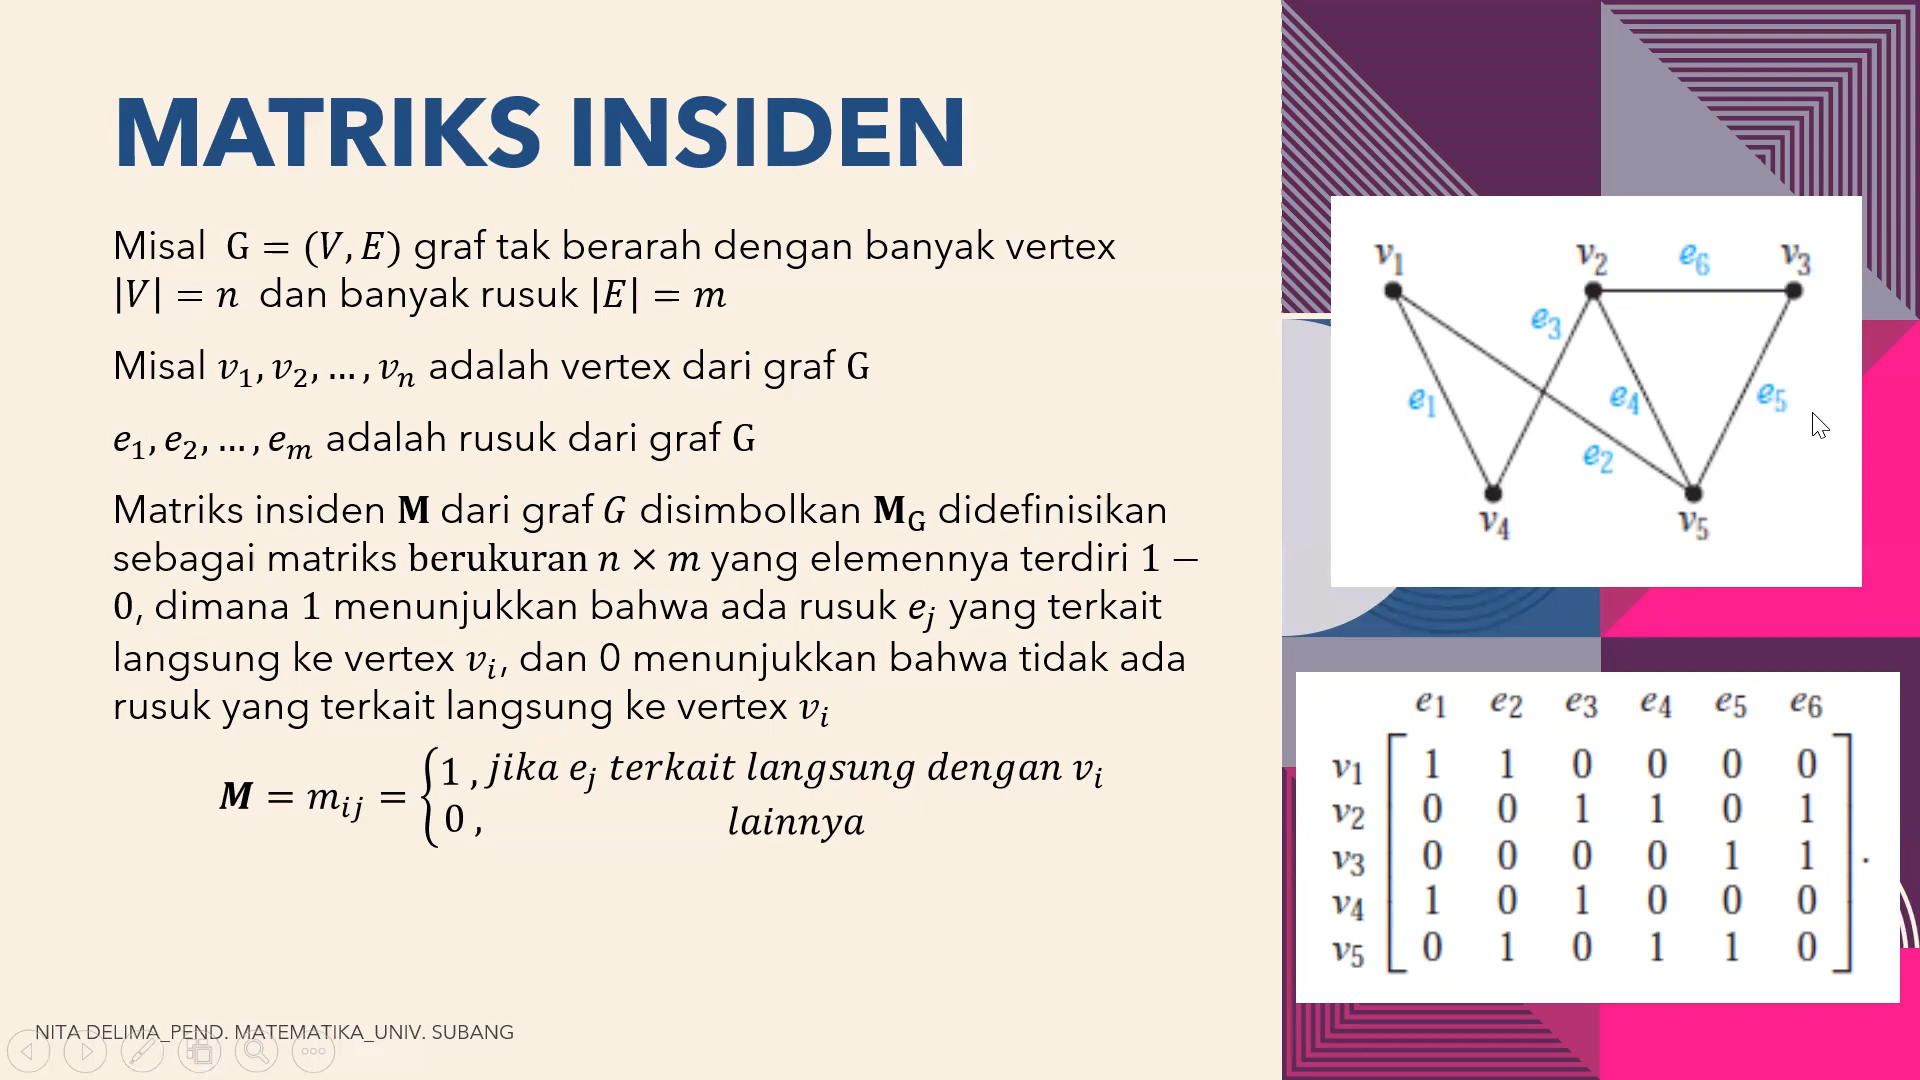 MATRIKS INSIDEN
Misal G = (V, E) graf tak berarah dengan banyak vertex
|V| = n dan banyak rusuk |E| = m
Misal v₁, v₂, … , vₙ adalah vertex dari graf G
e₁, e₂, … , eₘ adalah rusuk dari graf G
Matriks insiden M dari graf G disimbolkan M_G didefinisikan
sebagai matriks berukuran n × m yang elemennya terdiri 1 −
0, dimana 1 menunjukkan bahwa ada rusuk eⱼ yang terkait
langsung ke vertex vᵢ, dan 0 menunjukkan bahwa tidak ada
rusuk yang terkait langsung ke vertex vᵢ
M = mᵢⱼ = { 1 , jika eⱼ terkait langsung dengan vᵢ
0 , lainnya
v₁ v₂ e₆ v₃
e₃
e₁ e₄ e₅
e₂
v₄ v₅
e₁ e₂ e₃ e₄ e₅ e₆
v₁ 1 1 0 0 0 0
v₂ 0 0 1 1 0 1
v₃ 0 0 0 0 1 1 .
v₄ 1 0 1 0 0 0
v₅ 0 1 0 1 1 0
NITA DELIMA_PEND. MATEMATIKA_UNIV. SUBANG